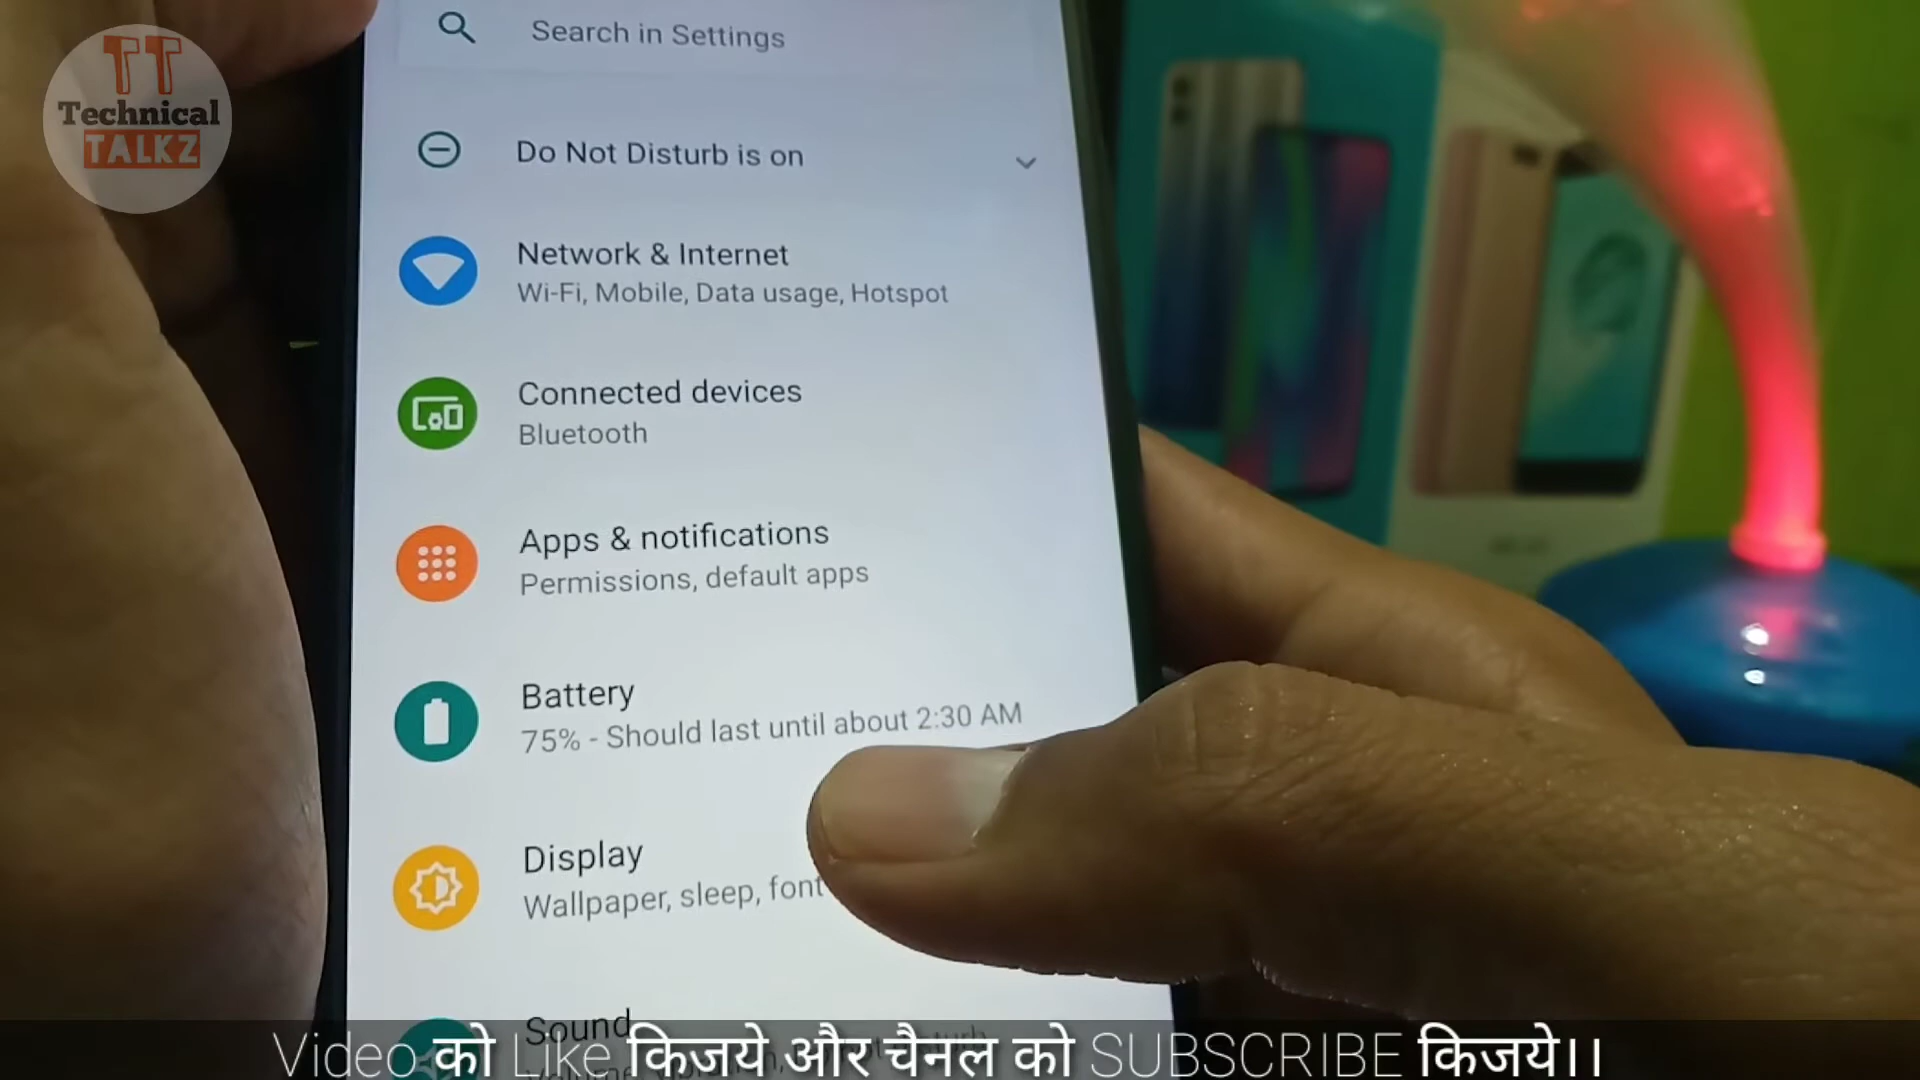 TT
Technical
TALKZ
Search in Settings
Do Not Disturb is on
Network & Internet
Wi-Fi, Mobile, Data usage, Hotspot
Connected devices
Bluetooth
Apps & notifications
Permissions, default apps
Battery
75% - Should last until about 2:30 AM
Display
Wallpaper, sleep, font
Sound
Video को Like किजये और चैनल को SUBSCRIBE किजये।।